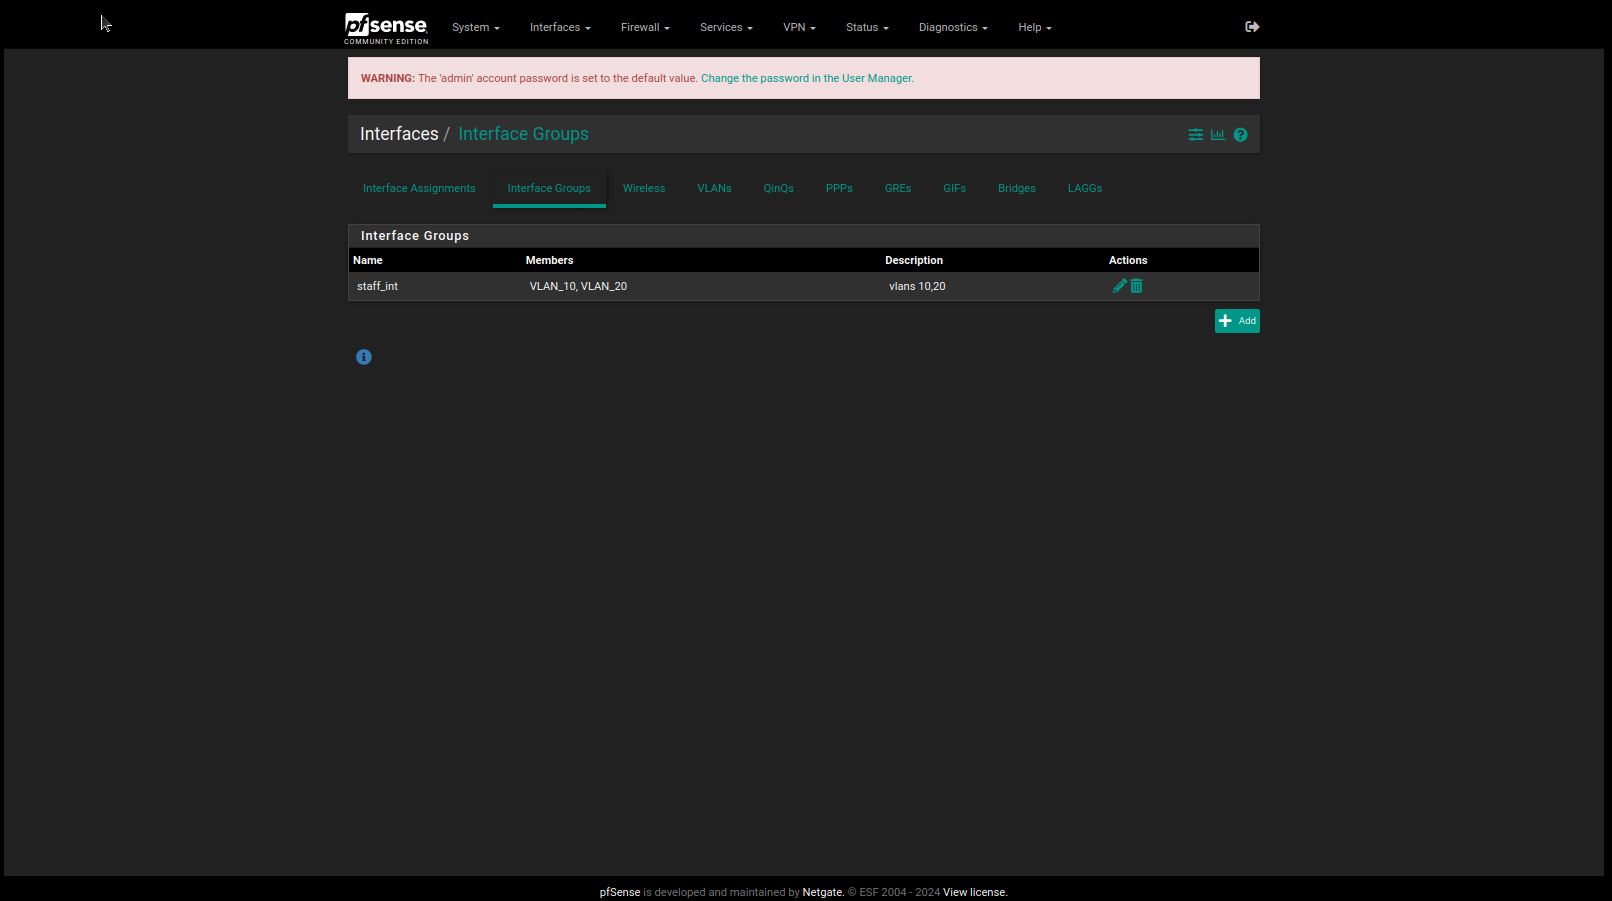 pfsense
COMMUNITY EDITION
System Interfaces Firewall Services VPN Status Diagnostics Help
WARNING: The 'admin' account password is set to the default value. Change the password in the User Manager.
Interfaces / Interface Groups
Interface Assignments Interface Groups Wireless VLANs QinQs PPPs GREs GIFs Bridges LAGGs
Interface Groups
Name Members Description Actions
staff_int VLAN_10, VLAN_20 vlans 10,20
Add
pfSense is developed and maintained by Netgate. © ESF 2004 - 2024 View license.